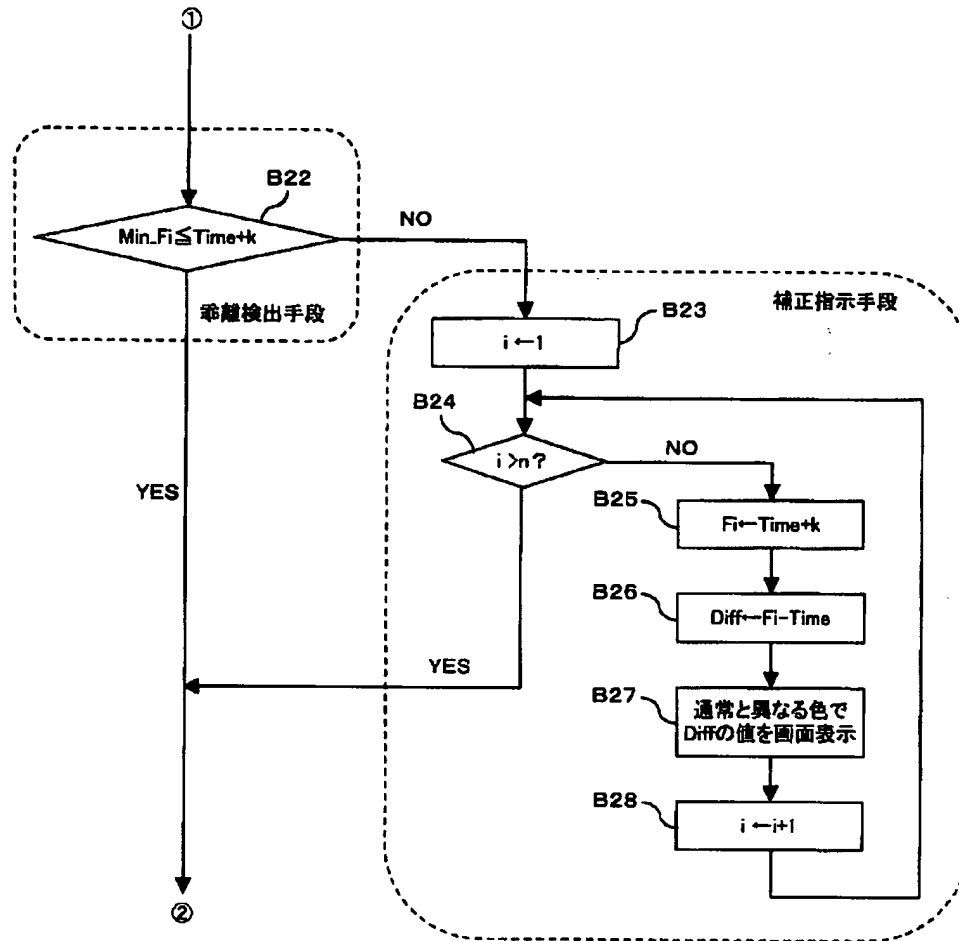 ①
B22
Min_Fi≦Time+k
NO
乖離検出手段
補正指示手段
B23
i←1
B24
i>n?
NO
YES
B25
Fi←Time+k
B26
Diff←Fi-Time
YES
B27
通常と異なる色で
Diffの値を画面表示
B28
i←i+1
②